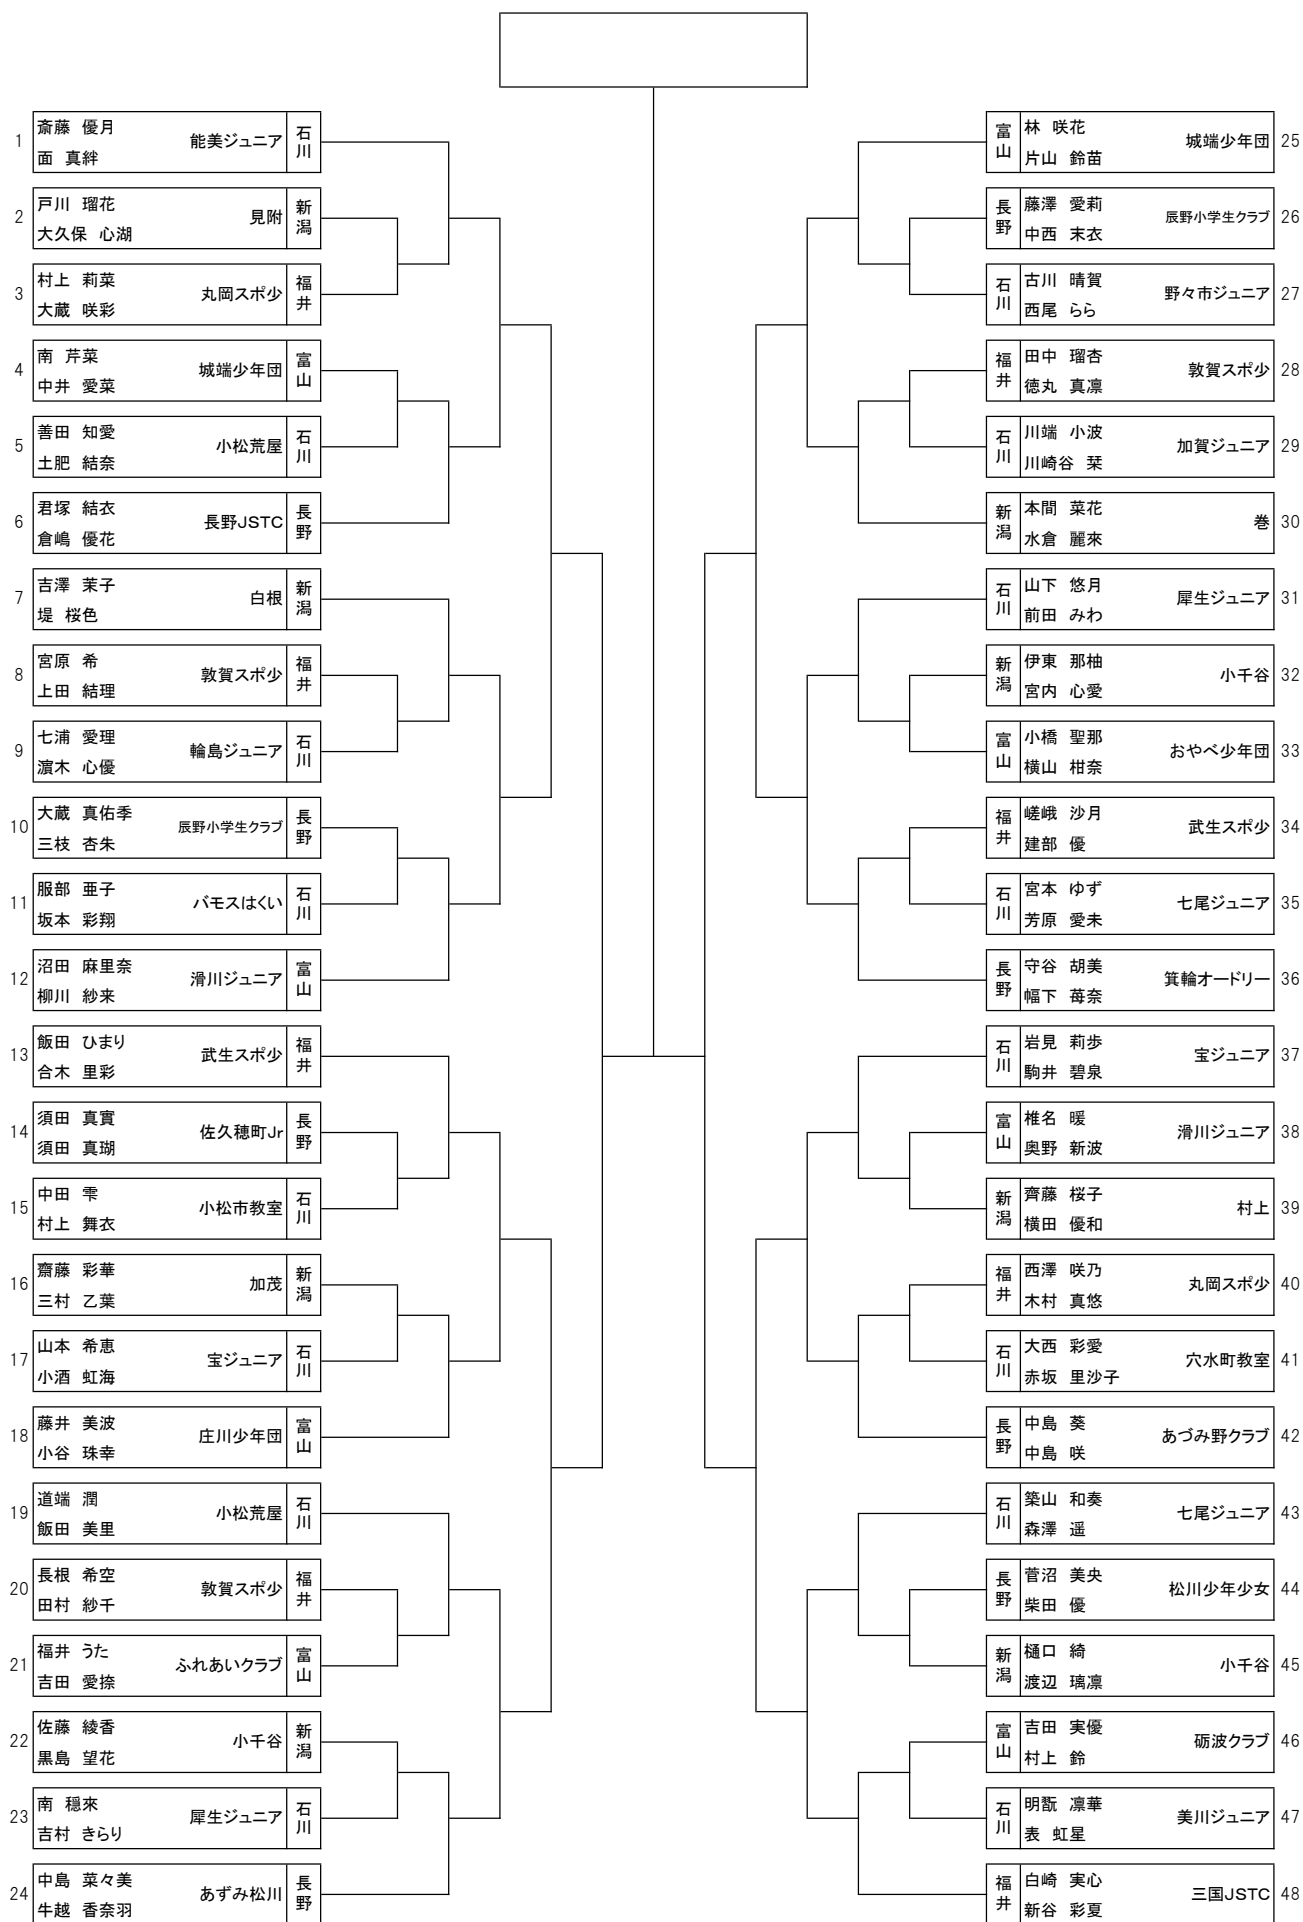 1 斎藤 優月 能美ジュニア 石川
面 真絆
2 戸川 瑠花 見附 新潟
大久保 心湖
3 村上 莉菜 丸岡スポ少 福井
大蔵 咲彩
4 南 芹菜 城端少年団 富山
中井 愛菜
5 善田 知愛 小松荒屋 石川
土肥 結奈
6 君塚 結衣 長野JSTC 長野
倉嶋 優花
7 吉澤 茉子 白根 新潟
堤 桜色
8 宮原 希 敦賀スポ少 福井
上田 結理
9 七浦 愛理 輪島ジュニア 石川
濵木 心優
10 大蔵 真佑季 辰野小学生クラブ 長野
三枝 杏朱
11 服部 亜子 バモスはくい 石川
坂本 彩翔
12 沼田 麻里奈 滑川ジュニア 富山
柳川 紗来
13 飯田 ひまり 武生スポ少 福井
合木 里彩
14 須田 真實 佐久穂町Jr 長野
須田 真瑚
15 中田 雫 小松市教室 石川
村上 舞衣
16 齋藤 彩華 加茂 新潟
三村 乙葉
17 山本 希恵 宝ジュニア 石川
小酒 虹海
18 藤井 美波 庄川少年団 富山
小谷 珠幸
19 道端 潤 小松荒屋 石川
飯田 美里
20 長根 希空 敦賀スポ少 福井
田村 紗千
21 福井 うた ふれあいクラブ 富山
吉田 愛捺
22 佐藤 綾香 小千谷 新潟
黒島 望花
23 南 穏來 犀生ジュニア 石川
吉村 きらり
24 中島 菜々美 あずみ松川 長野
牛越 香奈羽
富山 林 咲花 城端少年団 25
片山 鈴苗
長野 藤澤 愛莉 辰野小学生クラブ 26
中西 末衣
石川 古川 晴賀 野々市ジュニア 27
西尾 らら
福井 田中 瑠杏 敦賀スポ少 28
徳丸 真凛
石川 川端 小波 加賀ジュニア 29
川崎谷 栞
新潟 本間 菜花 巻 30
水倉 麗來
石川 山下 悠月 犀生ジュニア 31
前田 みわ
新潟 伊東 那柚 小千谷 32
宮内 心愛
富山 小橋 聖那 おやべ少年団 33
横山 柑奈
福井 嵯峨 沙月 武生スポ少 34
建部 優
石川 宮本 ゆず 七尾ジュニア 35
芳原 愛未
長野 守谷 胡美 箕輪オードリー 36
幅下 苺奈
石川 岩見 莉歩 宝ジュニア 37
駒井 碧泉
富山 椎名 暖 滑川ジュニア 38
奥野 新波
新潟 齊藤 桜子 村上 39
横田 優和
福井 西澤 咲乃 丸岡スポ少 40
木村 真悠
石川 大西 彩愛 穴水町教室 41
赤坂 里沙子
長野 中島 葵 あづみ野クラブ 42
中島 咲
石川 築山 和奏 七尾ジュニア 43
森澤 遥
長野 菅沼 美央 松川少年少女 44
柴田 優
新潟 樋口 綺 小千谷 45
渡辺 璃凛
富山 吉田 実優 砺波クラブ 46
村上 鈴
石川 明翫 凛華 美川ジュニア 47
表 虹星
福井 白崎 実心 三国JSTC 48
新谷 彩夏